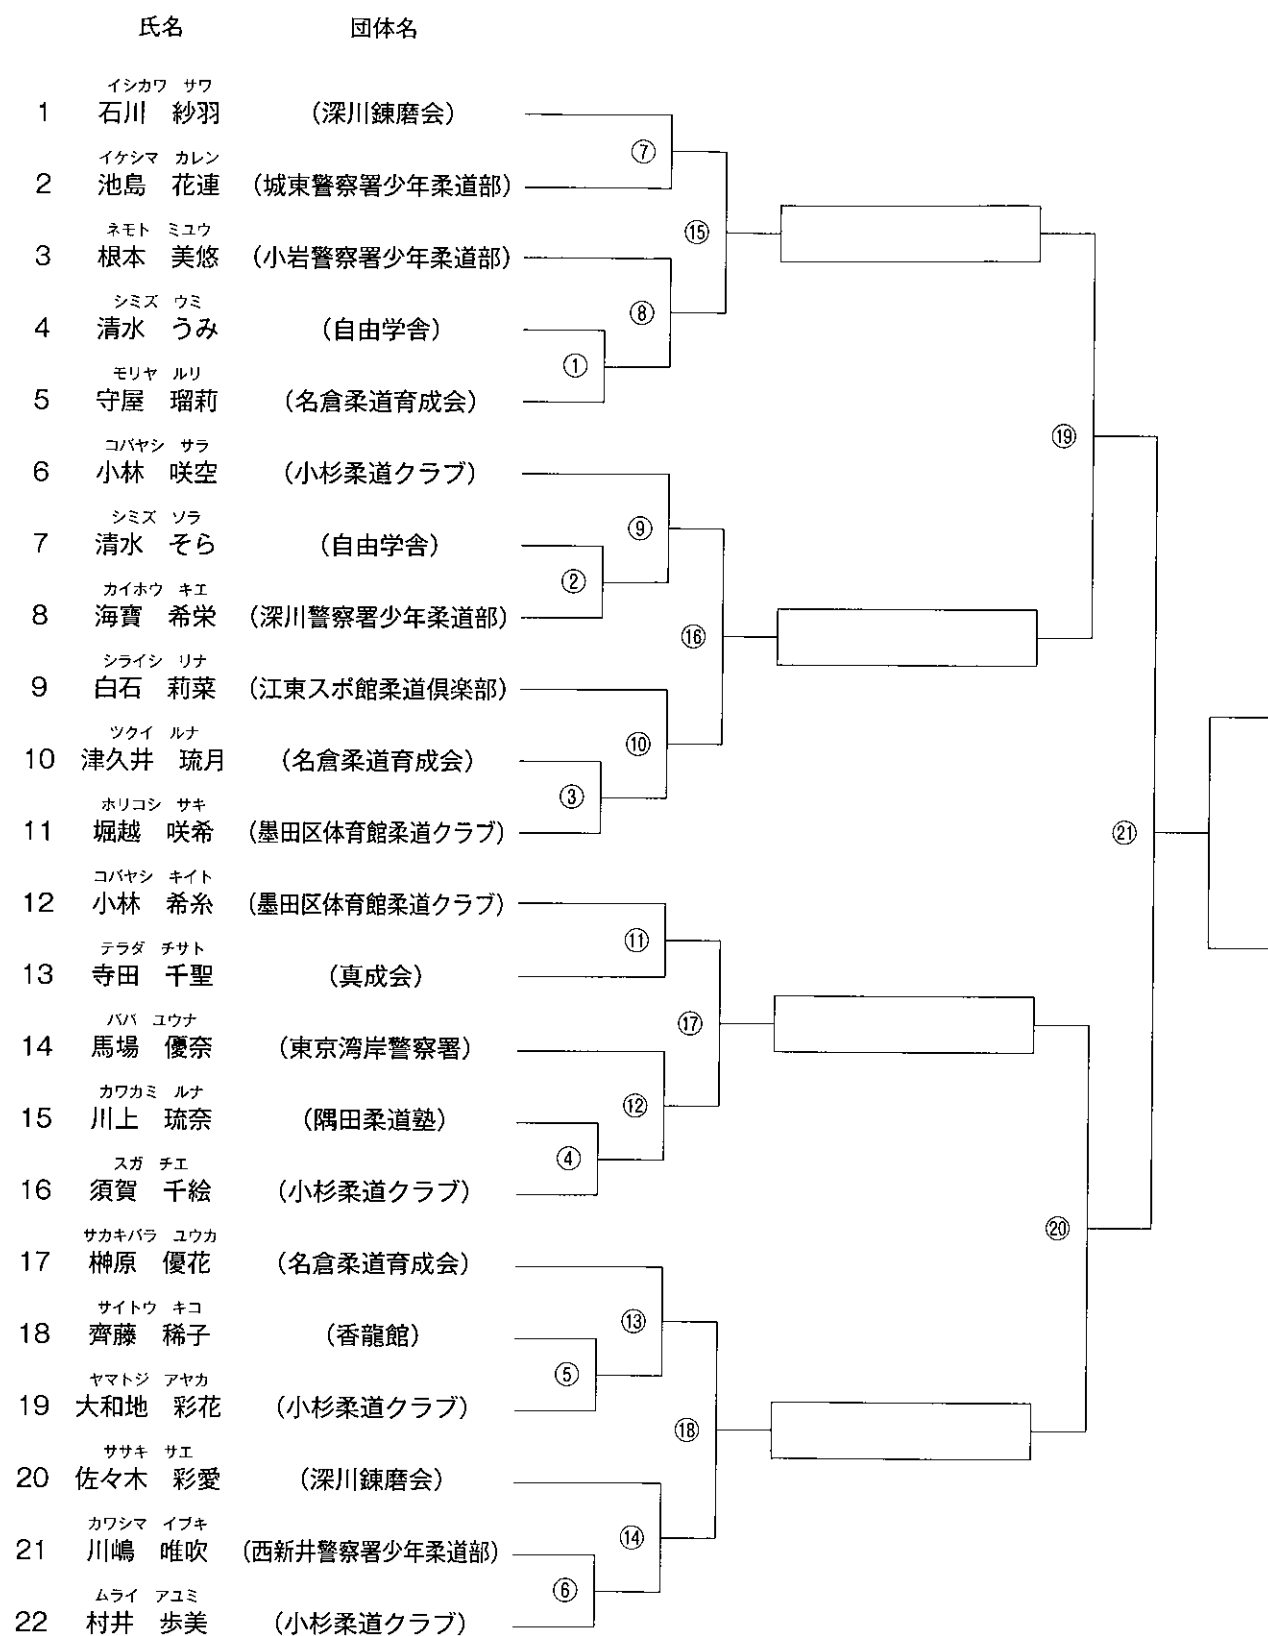 氏名 団体名
イシカワ サワ
1 石川 紗羽 (深川錬磨会)
⑦
イケシマ カレン
2 池島 花連 (城東警察署少年柔道部)
⑮
ネモト ミユウ
3 根本 美悠 (小岩警察署少年柔道部)
⑧
シミズ ウミ
4 清水 うみ (自由学舎)
①
モリヤ ルリ
5 守屋 瑠莉 (名倉柔道育成会)
⑲
コバヤシ サラ
6 小林 咲空 (小杉柔道クラブ)
⑨
シミズ ソラ
7 清水 そら (自由学舎)
②
カイホウ キエ
8 海寶 希栄 (深川警察署少年柔道部)
⑯
シライシ リナ
9 白石 莉菜 (江東スポ館柔道倶楽部)
⑩
ツクイ ルナ
10 津久井 琉月 (名倉柔道育成会)
③
ホリコシ サキ
11 堀越 咲希 (墨田区体育館柔道クラブ)
㉑
コバヤシ キイト
12 小林 希糸 (墨田区体育館柔道クラブ)
⑪
テラダ チサト
13 寺田 千聖 (真成会)
⑰
ババ ユウナ
14 馬場 優奈 (東京湾岸警察署)
⑫
カワカミ ルナ
15 川上 琉奈 (隅田柔道塾)
④
スガ チエ
16 須賀 千絵 (小杉柔道クラブ)
⑳
サカキバラ ユウカ
17 榊原 優花 (名倉柔道育成会)
⑬
サイトウ キコ
18 齊藤 稀子 (香龍館)
⑤
ヤマトジ アヤカ
19 大和地 彩花 (小杉柔道クラブ)
⑱
ササキ サエ
20 佐々木 彩愛 (深川錬磨会)
⑭
カワシマ イブキ
21 川嶋 唯吹 (西新井警察署少年柔道部)
⑥
ムライ アユミ
22 村井 歩美 (小杉柔道クラブ)